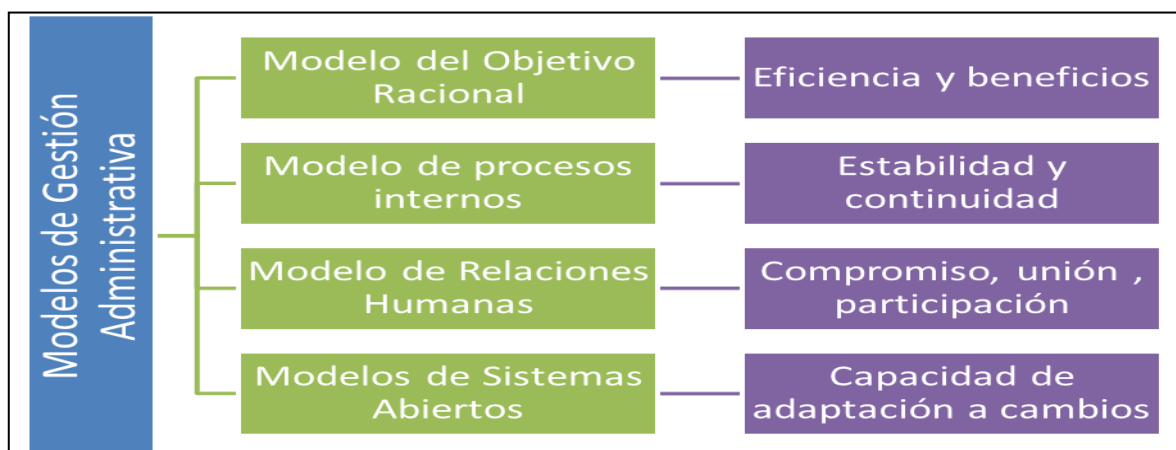 Modelos de Gestión
Administrativa
Modelo del Objetivo
Racional
Eficiencia y beneficios
Modelo de procesos
internos
Estabilidad y
continuidad
Modelo de Relaciones
Humanas
Compromiso, unión ,
participación
Modelos de Sistemas
Abiertos
Capacidad de
adaptación a cambios